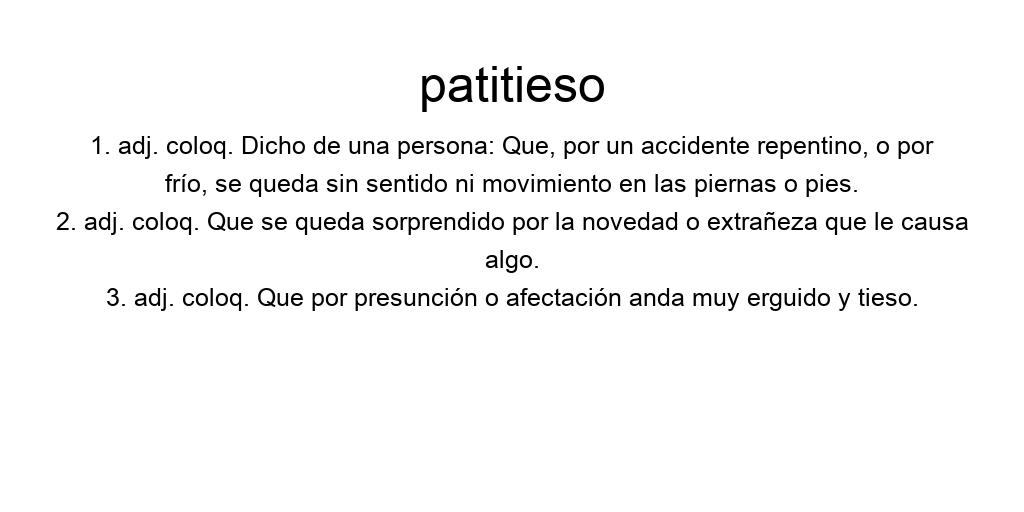 patitieso
1. adj. coloq. Dicho de una persona: Que, por un accidente repentino, o por
frío, se queda sin sentido ni movimiento en las piernas o pies.
2. adj. coloq. Que se queda sorprendido por la novedad o extrañeza que le causa
algo.
3. adj. coloq. Que por presunción o afectación anda muy erguido y tieso.